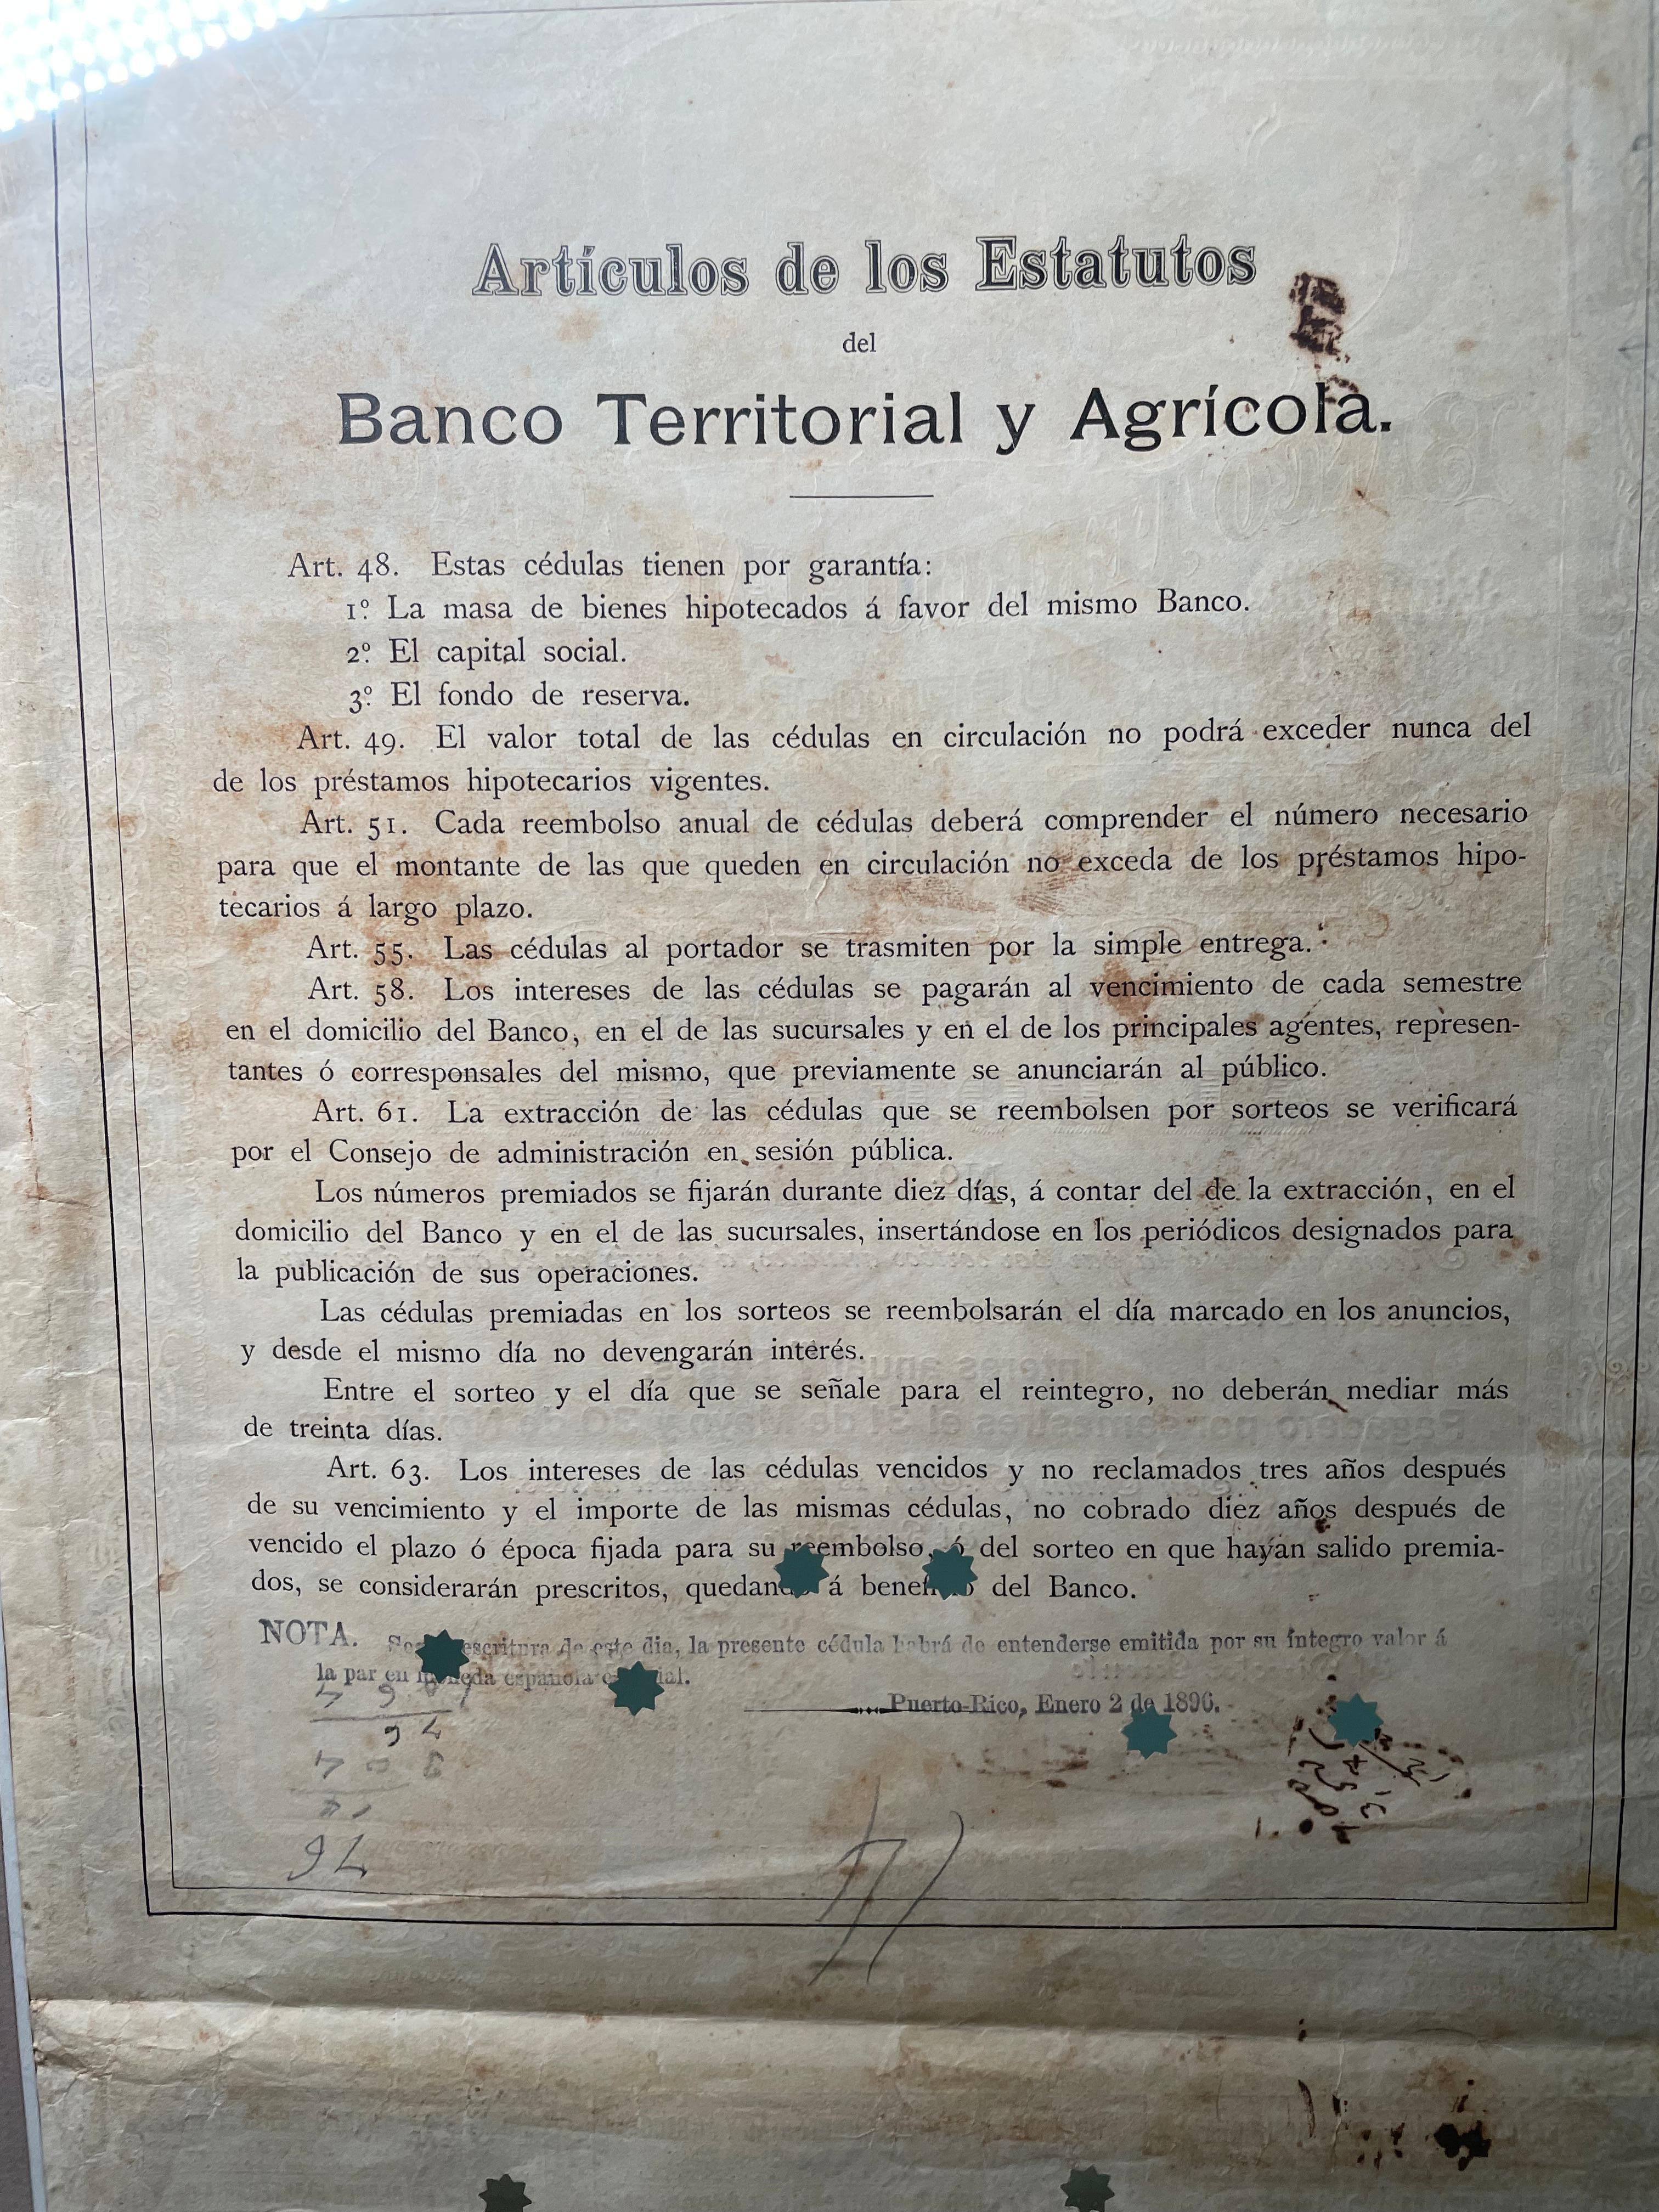 Artículos de los Estatutos
del
Banco Territorial y Agrícola.
Art. 48. Estas cédulas tienen por garantía:
1º. La masa de bienes hipotecados á favor del mismo Banco.
2º. El capital social.
3º. El fondo de reserva.
Art. 49. El valor total de las cédulas en circulación no podrá exceder nunca del
de los préstamos hipotecarios vigentes.
Art. 51. Cada reembolso anual de cédulas deberá comprender el número necesario
para que el montante de las que queden en circulación no exceda de los préstamos hipo-
tecarios á largo plazo.
Art. 55. Las cédulas al portador se trasmiten por la simple entrega.
Art. 58. Los intereses de las cédulas se pagarán al vencimiento de cada semestre
en el domicilio del Banco, en el de las sucursales y en el de los principales agentes, represen-
tantes ó corresponsales del mismo, que previamente se anunciarán al público.
Art. 61. La extracción de las cédulas que se reembolsen por sorteos se verificará
por el Consejo de administración en sesión pública.
Los números premiados se fijarán durante diez días, á contar del de la extracción, en el
domicilio del Banco y en el de las sucursales, insertándose en los periódicos designados para
la publicación de sus operaciones.
Las cédulas premiadas en los sorteos se reembolsarán el día marcado en los anuncios,
y desde el mismo día no devengarán interés.
Entre el sorteo y el día que se señale para el reintegro, no deberán mediar más
de treinta días.
Art. 63. Los intereses de las cédulas vencidos y no reclamados tres años después
de su vencimiento y el importe de las mismas cédulas, no cobrado diez años después de
vencido el plazo ó época fijada para su reembolso, ó del sorteo en que hayan salido premia-
dos, se considerarán prescritos, quedando á beneficio del Banco.
NOTA. escritura de este dia, la presente cédula habrá de entenderse emitida por su íntegro valor á
la par en moneda española
Puerto-Rico, Enero 2 de 1896.